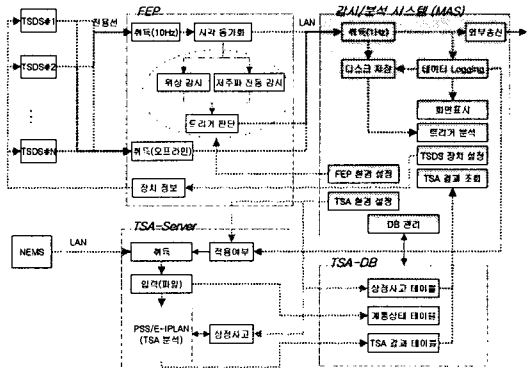 FEP
감시/분석 시스템 (MAS)
TSDS#1
전용선
취득(10Hz)
시각 동기화
LAN
취득(1Hz)
외부송신
TSDS#2
위상 감시
저주파 진동 감시
디스크 저장
데이터 Logging
트리거 판단
화면표시
트리거 분석
TSDS#N
취득(오프라인)
TSDS 장치 설정
장치 정보
FEP 환경 설정
TSA 결과 조회
TSA 환경 설정
TSA-Server
DB 관리
NEMS
LAN
취득
적용여부
TSA-DB
입력(파일)
상정사고 테이블
계통상태 테이블
PSS/E-IPLAN
(TSA 분석)
상정사고
TSA 결과 테이블